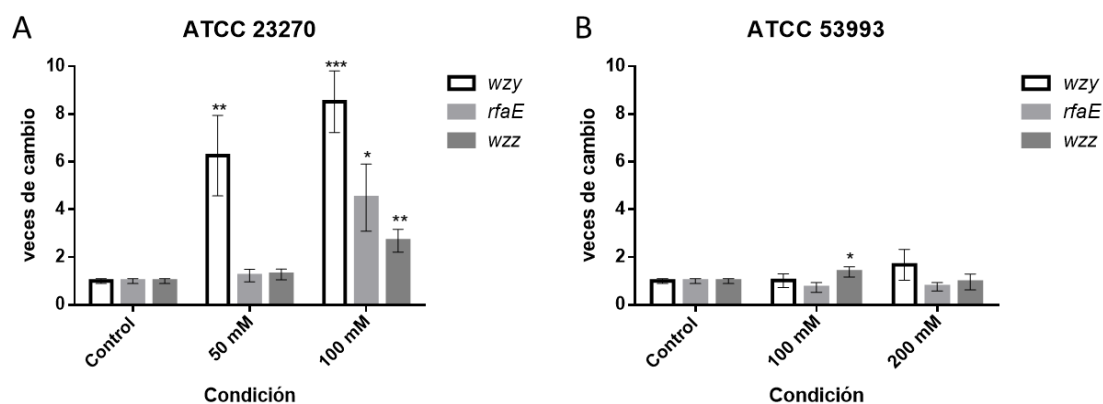 A
ATCC 23270
veces de cambio
10
8
6
4
2
0
**
***
*
**
wzy
rfaE
wzz
Control
50 mM
100 mM
Condición
B
ATCC 53993
veces de cambio
10
8
6
4
2
0
*
wzy
rfaE
wzz
Control
100 mM
200 mM
Condición